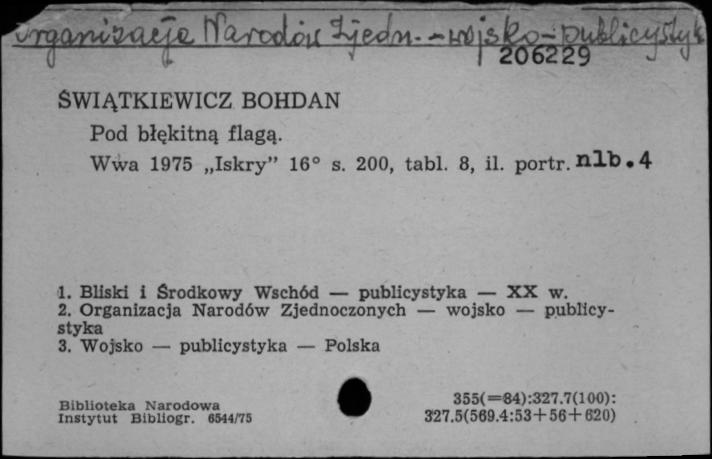 Organizacje Narodów Zjedn. - wojsko - publicystyk
206229
ŚWIĄTKIEWICZ BOHDAN
Pod błękitną flagą.
Wwa 1975 „Iskry” 16° s. 200, tabl. 8, il. portr. nlb. 4
1. Bliski i Środkowy Wschód — publicystyka — XX w.
2. Organizacja Narodów Zjednoczonych — wojsko — publicy-
styka
3. Wojsko — publicystyka — Polska
355(=84):327.7(100):
Biblioteka Narodowa
Instytut Bibliogr. 6544/75
327.5(569.4:53+56+620)